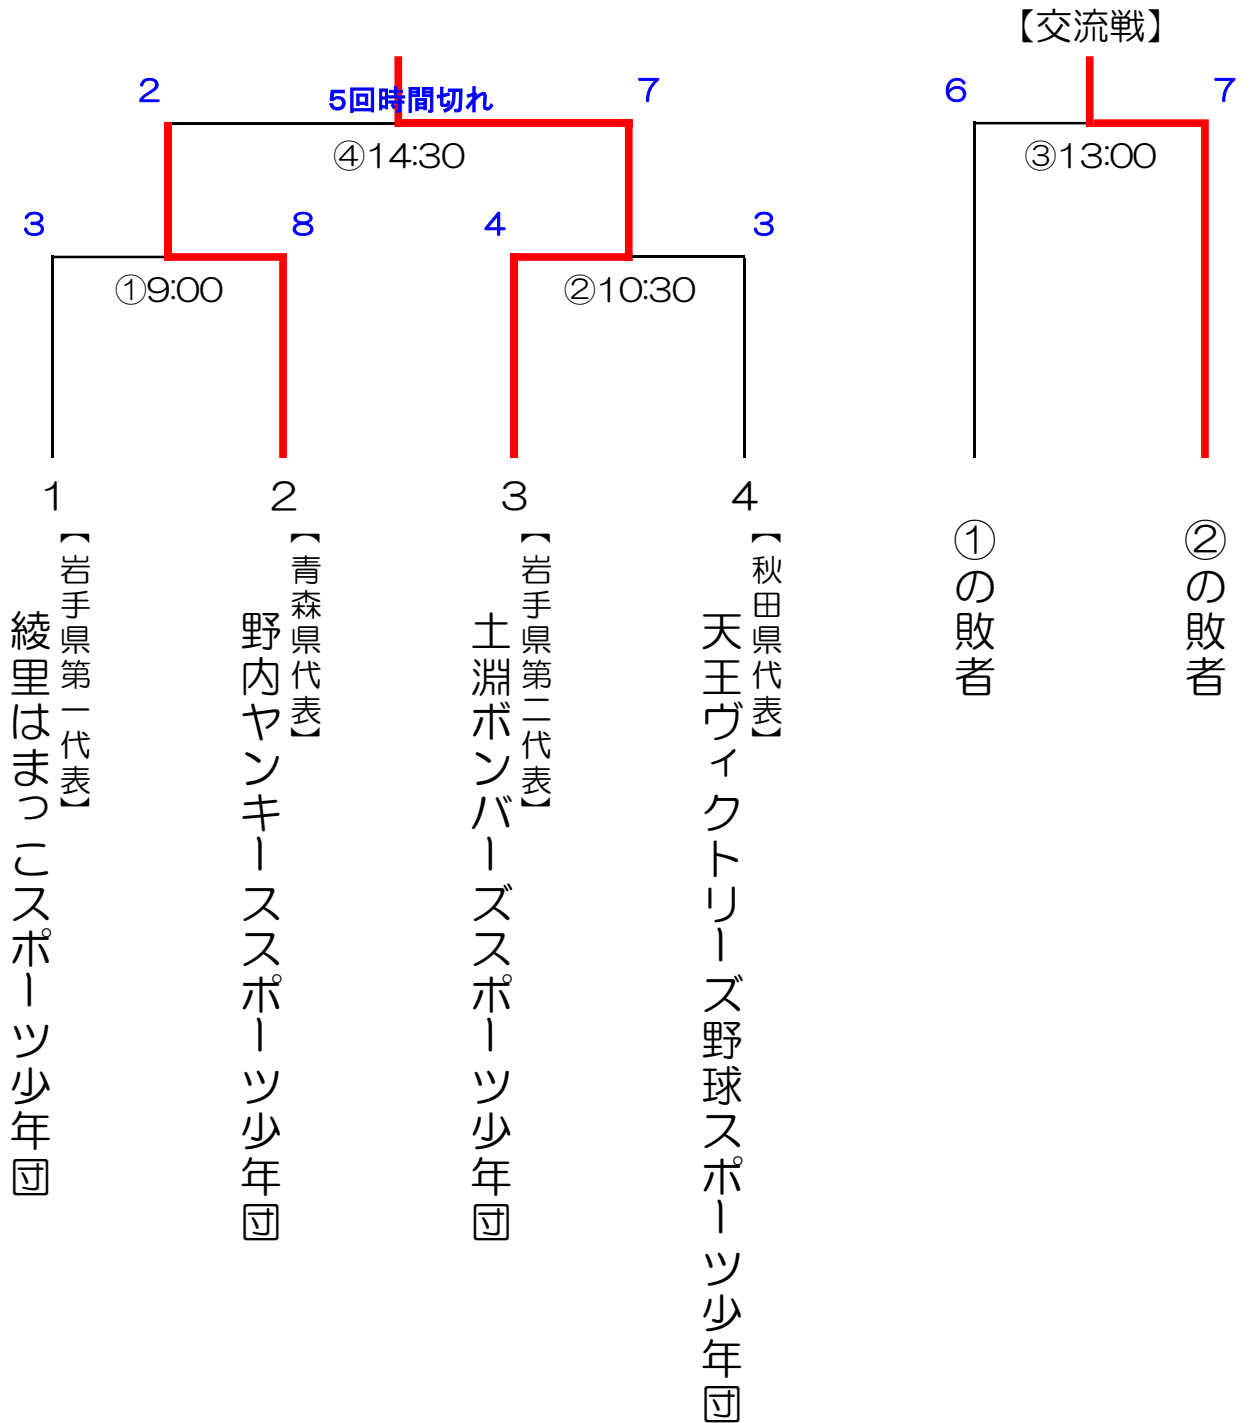 【交流戦】
2
5回時間切れ
7
6
7
④14:30
③13:00
3
8
4
3
①9:00
②10:30
1
2
3
4
【岩手県第一代表】
綾里はまっこスポーツ少年団
【青森県代表】
野内ヤンキーススポーツ少年団
【岩手県第二代表】
土淵ボンバーズスポーツ少年団
【秋田県代表】
天王ヴィクトリーズ野球スポーツ少年団
①の敗者
②の敗者